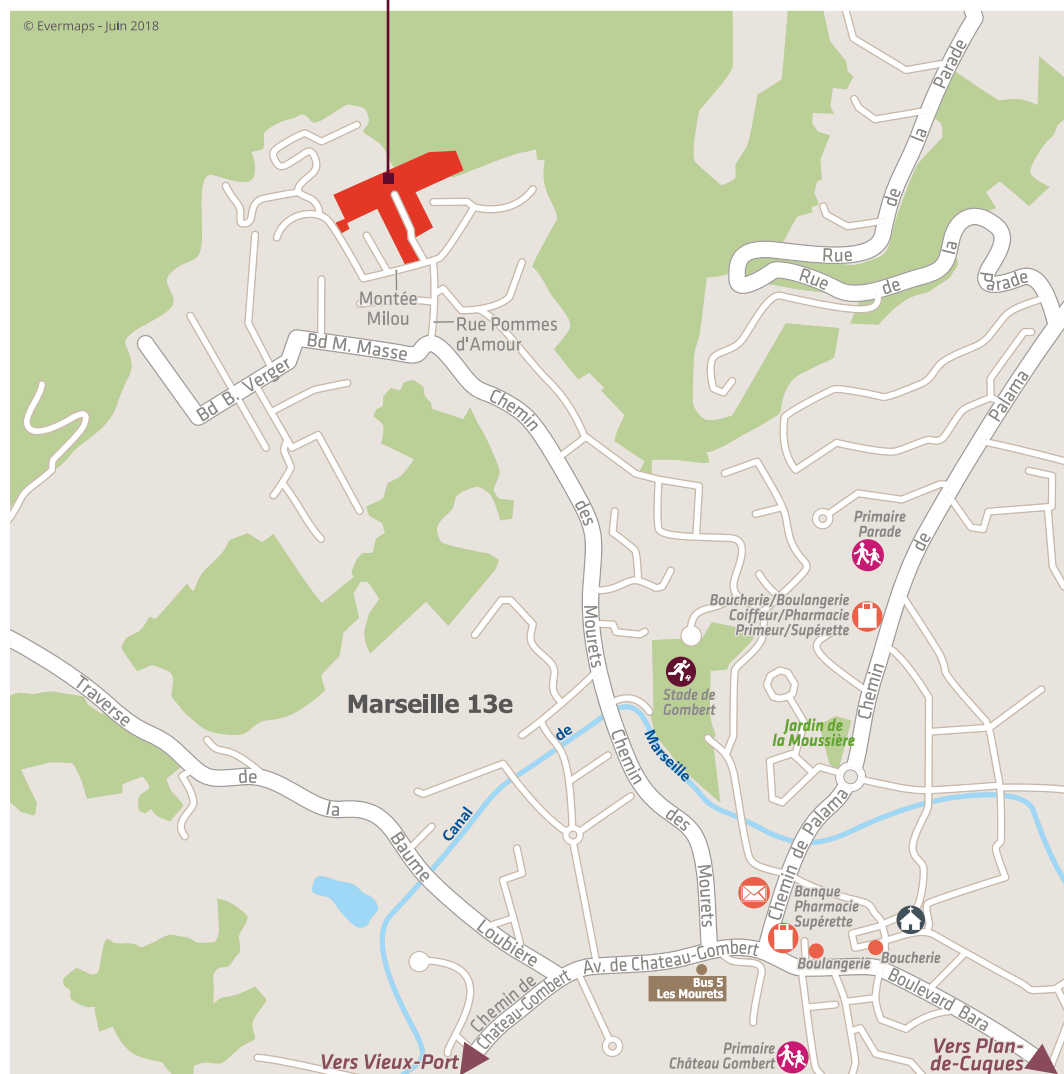 © Evermaps - Juin 2018
Rue de la Parade
Rue de la Parade
Montée
Milou
Rue Pommes
d'Amour
Bd M. Masse
Bd B. Verger
Chemin des Mourets
Chemin de Palama
Primaire
Parade
Boucherie/Boulangerie
Coiffeur/Pharmacie
Primeur/Supérette
Stade de
Gombert
Marseille 13e
Jardin de
la Moussière
Traverse de la Baume Loubière
Canal de Marseille
Chemin des Mourets
Chemin de Palama
Banque
Pharmacie
Supérette
Av. de Chateau-Gombert
Boulangerie
Boucherie
Bus 5
Les Mourets
Chemin de
Chateau-Gombert
Boulevard Bara
Vers Vieux-Port
Primaire
Château Gombert
Vers Plan-
de-Cuques